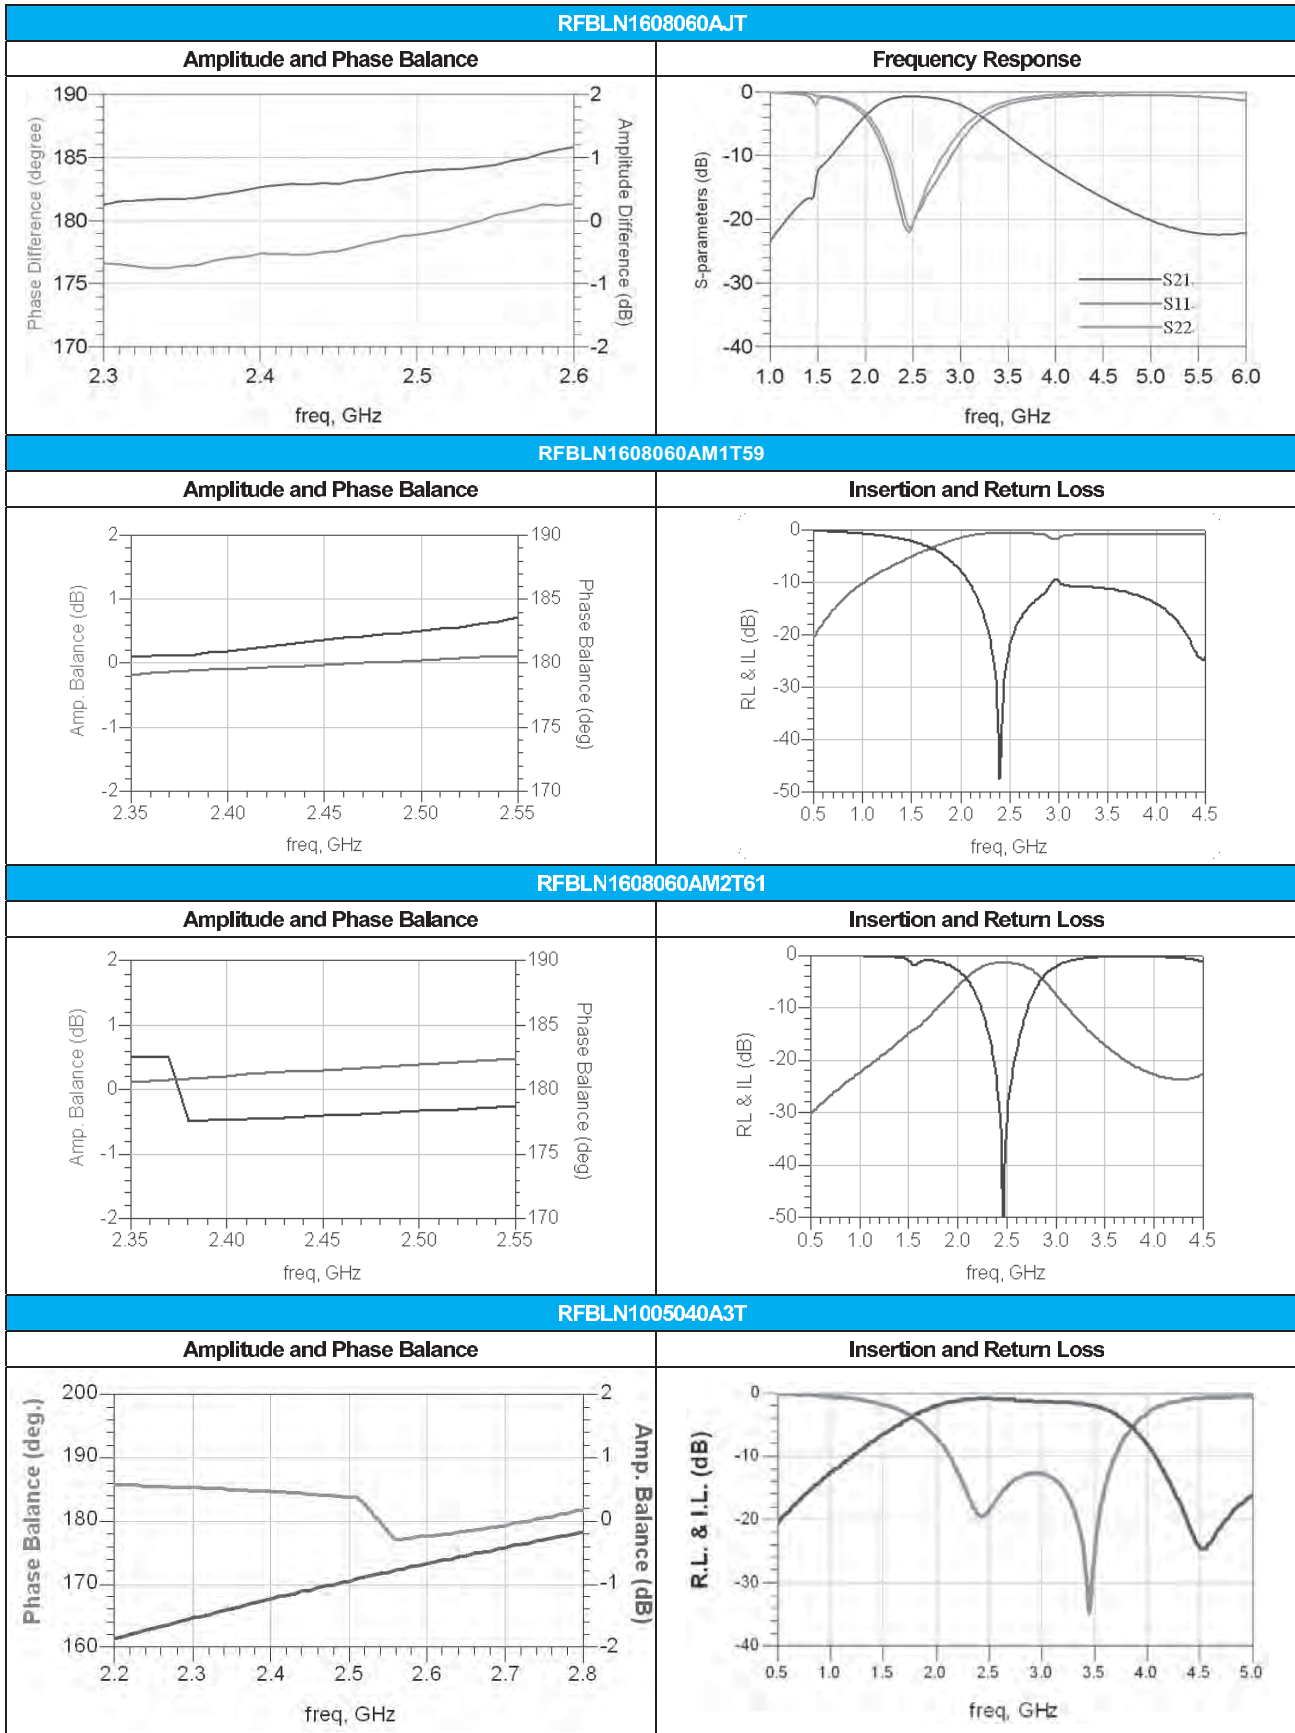 RFBLN1608060AJT
Amplitude and Phase Balance
Frequency Response
190
185
180
175
170
Phase Difference (degree)
2
1
0
-1
-2
Amplitude Difference (dB)
2.3 2.4 2.5 2.6
freq, GHz
0
-10
-20
-30
-40
S-parameters (dB)
S21
S11
S22
1.0 1.5 2.0 2.5 3.0 3.5 4.0 4.5 5.0 5.5 6.0
freq, GHz
RFBLN1608060AM1T59
Amplitude and Phase Balance
Insertion and Return Loss
2
1
0
-1
-2
Amp. Balance (dB)
190
185
180
175
170
Phase Balance (deg)
2.35 2.40 2.45 2.50 2.55
freq, GHz
0
-10
-20
-30
-40
-50
RL & IL (dB)
0.5 1.0 1.5 2.0 2.5 3.0 3.5 4.0 4.5
freq, GHz
RFBLN1608060AM2T61
Amplitude and Phase Balance
Insertion and Return Loss
2
1
0
-1
-2
Amp. Balance (dB)
190
185
180
175
170
Phase Balance (deg)
2.35 2.40 2.45 2.50 2.55
freq, GHz
0
-10
-20
-30
-40
-50
RL & IL (dB)
0.5 1.0 1.5 2.0 2.5 3.0 3.5 4.0 4.5
freq, GHz
RFBLN1005040A3T
Amplitude and Phase Balance
Insertion and Return Loss
200
190
180
170
160
Phase Balance (deg.)
2
1
0
-1
-2
Amp. Balance (dB)
2.2 2.3 2.4 2.5 2.6 2.7 2.8
freq, GHz
0
-10
-20
-30
-40
R.L. & I.L. (dB)
0.5 1.0 1.5 2.0 2.5 3.0 3.5 4.0 4.5 5.0
freq, GHz